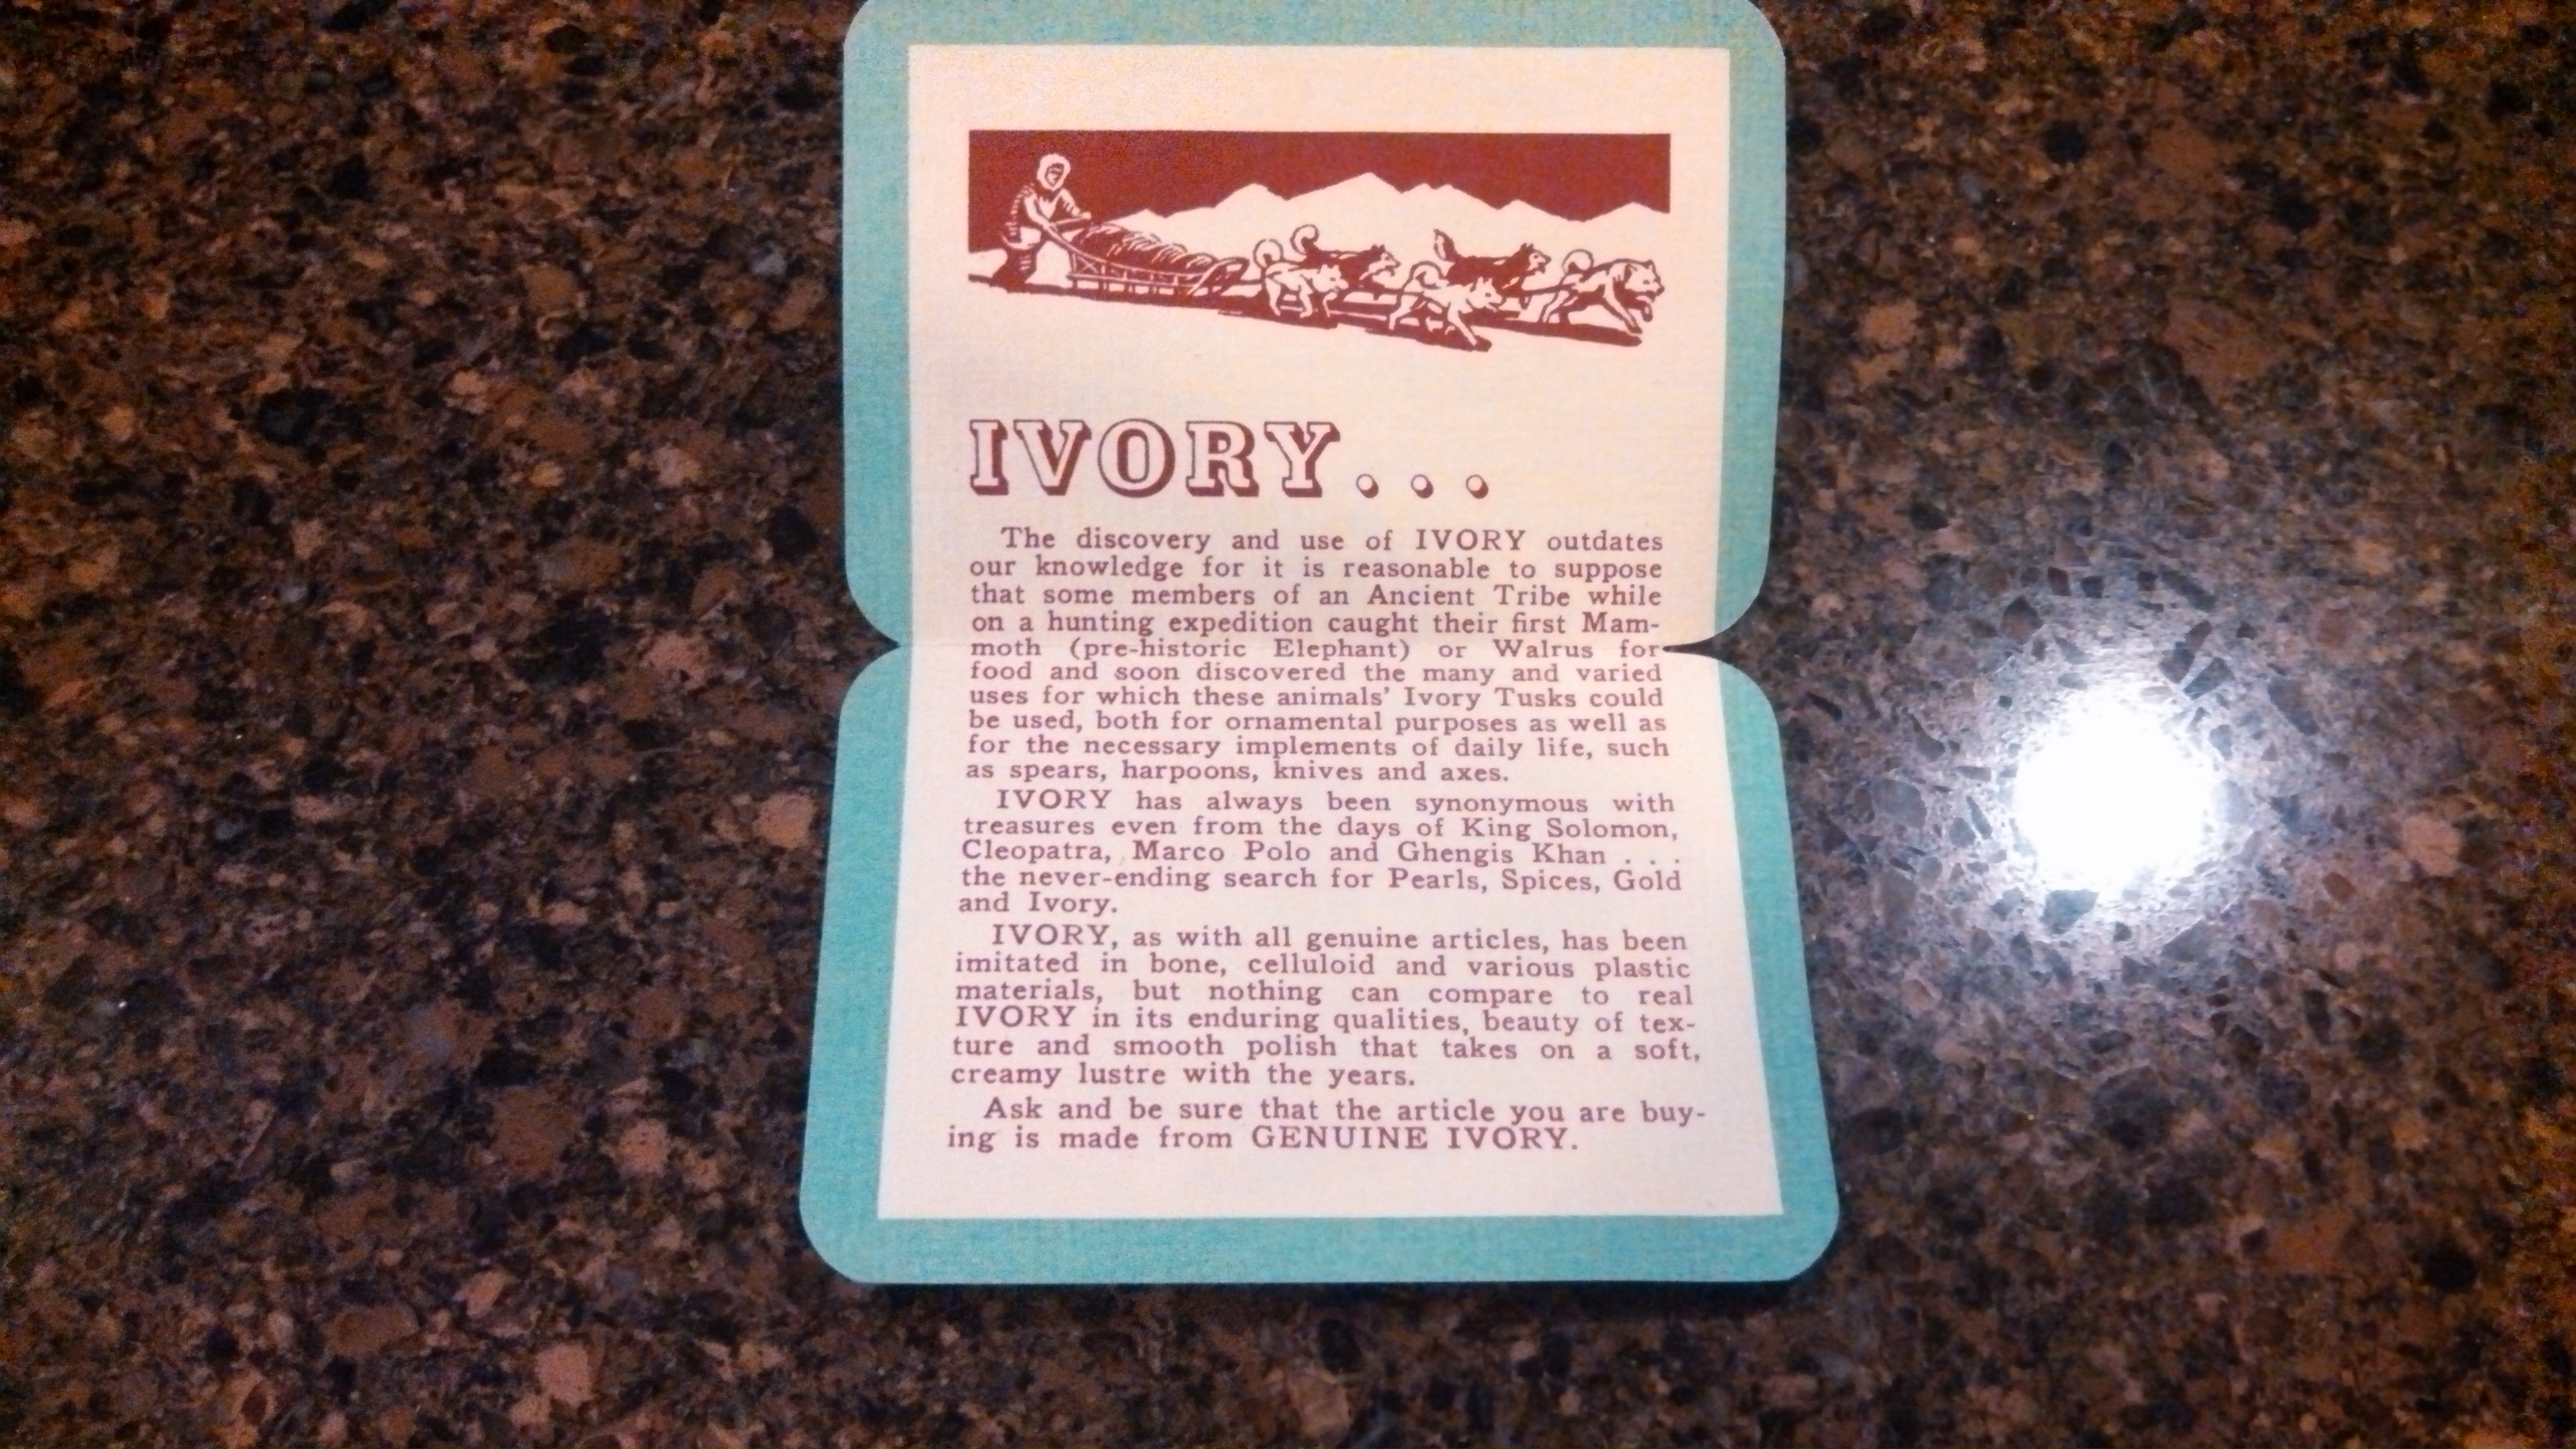 IVORY...
The discovery and use of IVORY outdates
our knowledge for it is reasonable to suppose
that some members of an Ancient Tribe while
on a hunting expedition caught their first Mam-
moth (pre-historic Elephant) or Walrus for
food and soon discovered the many and varied
uses for which these animals' Ivory Tusks could
be used, both for ornamental purposes as well as
for the necessary implements of daily life, such
as spears, harpoons, knives and axes.
IVORY has always been synonymous with
treasures even from the days of King Solomon,
Cleopatra, Marco Polo and Ghengis Khan . . .
the never-ending search for Pearls, Spices, Gold
and Ivory.
IVORY, as with all genuine articles, has been
imitated in bone, celluloid and various plastic
materials, but nothing can compare to real
IVORY in its enduring qualities, beauty of tex-
ture and smooth polish that takes on a soft,
creamy lustre with the years.
Ask and be sure that the article you are buy-
ing is made from GENUINE IVORY.